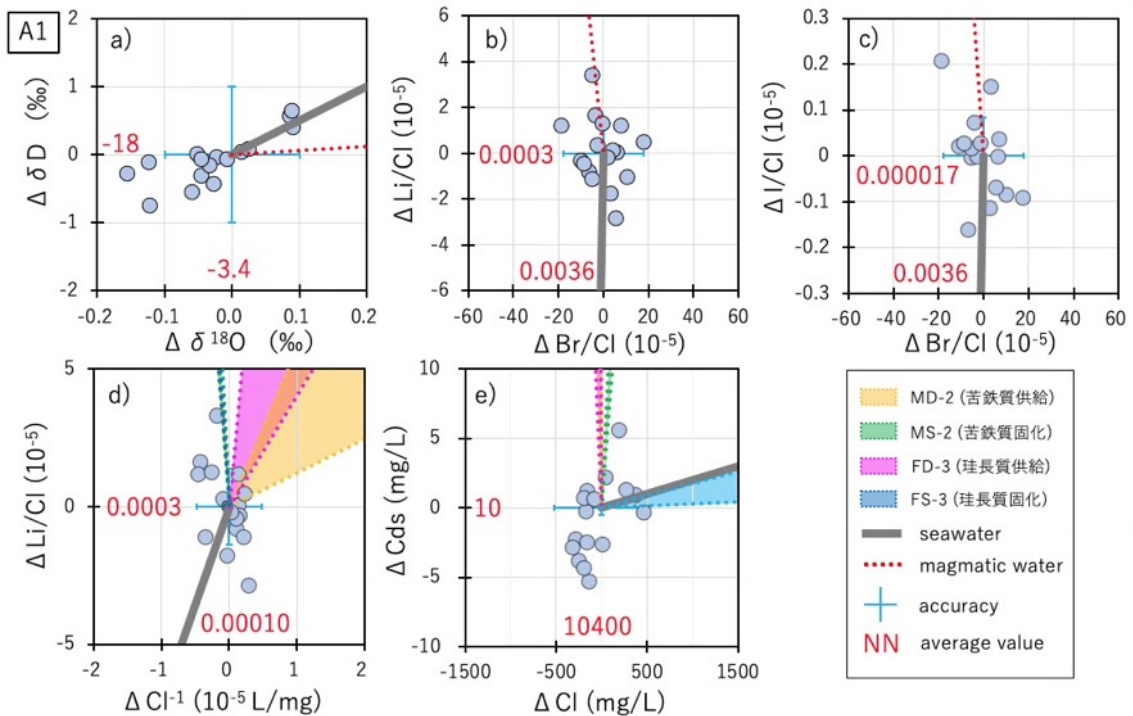 A1
a)
Δ δ D (‰)
2
1
0
-1
-2
-18
-3.4
-0.2 -0.1 0.0 0.1 0.2
Δ δ ¹⁸O (‰)
b)
Δ Li/Cl (10⁻⁵)
6
4
2
0
-2
-4
-6
0.0003
0.0036
-60 -40 -20 0 20 40 60
Δ Br/Cl (10⁻⁵)
c)
Δ I/Cl (10⁻⁵)
0.3
0.2
0.1
0.0
-0.1
-0.2
-0.3
0.000017
0.0036
-60 -40 -20 0 20 40 60
Δ Br/Cl (10⁻⁵)
d)
Δ Li/Cl (10⁻⁵)
5
0
-5
0.0003
0.00010
-2 -1 0 1 2
Δ Cl⁻¹ (10⁻⁵ L/mg)
e)
Δ Cds (mg/L)
10
5
0
-5
-10
10
10400
-1500 -500 500 1500
Δ Cl (mg/L)
MD-2 (苦鉄質供給)
MS-2 (苦鉄質固化)
FD-3 (珪長質供給)
FS-3 (珪長質固化)
seawater
magmatic water
accuracy
NN average value